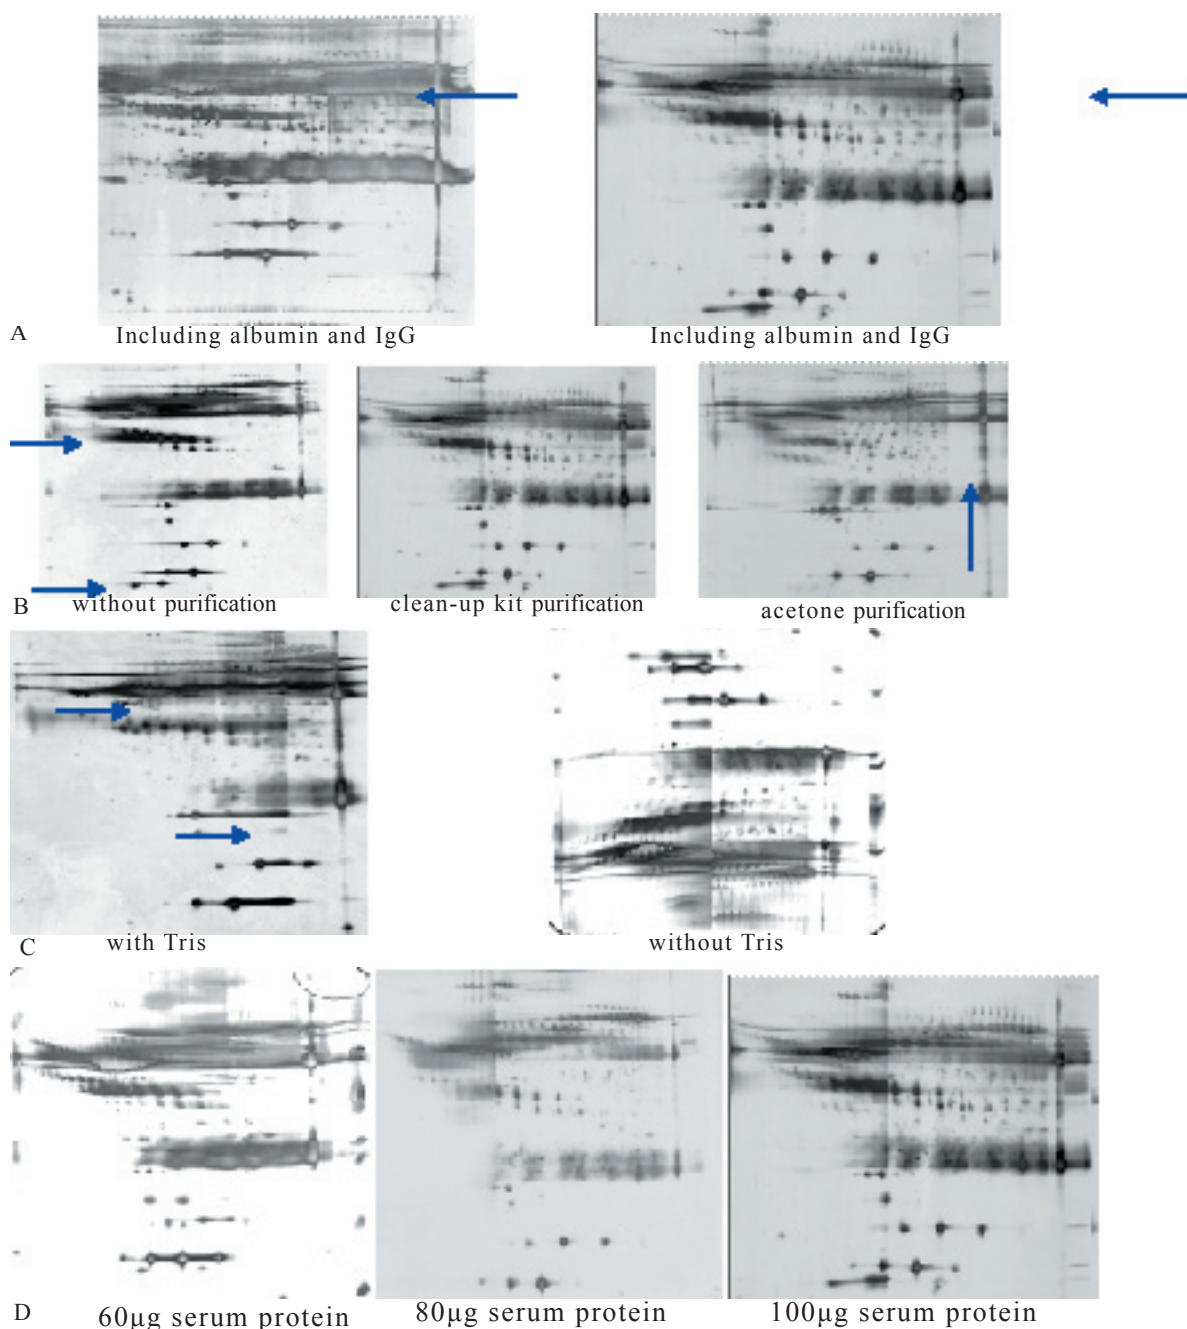 A
Including albumin and IgG
Including albumin and IgG
B
without purification
clean-up kit purification
acetone purification
C
with Tris
without Tris
D
60μg serum protein
80μg serum protein
100μg serum protein